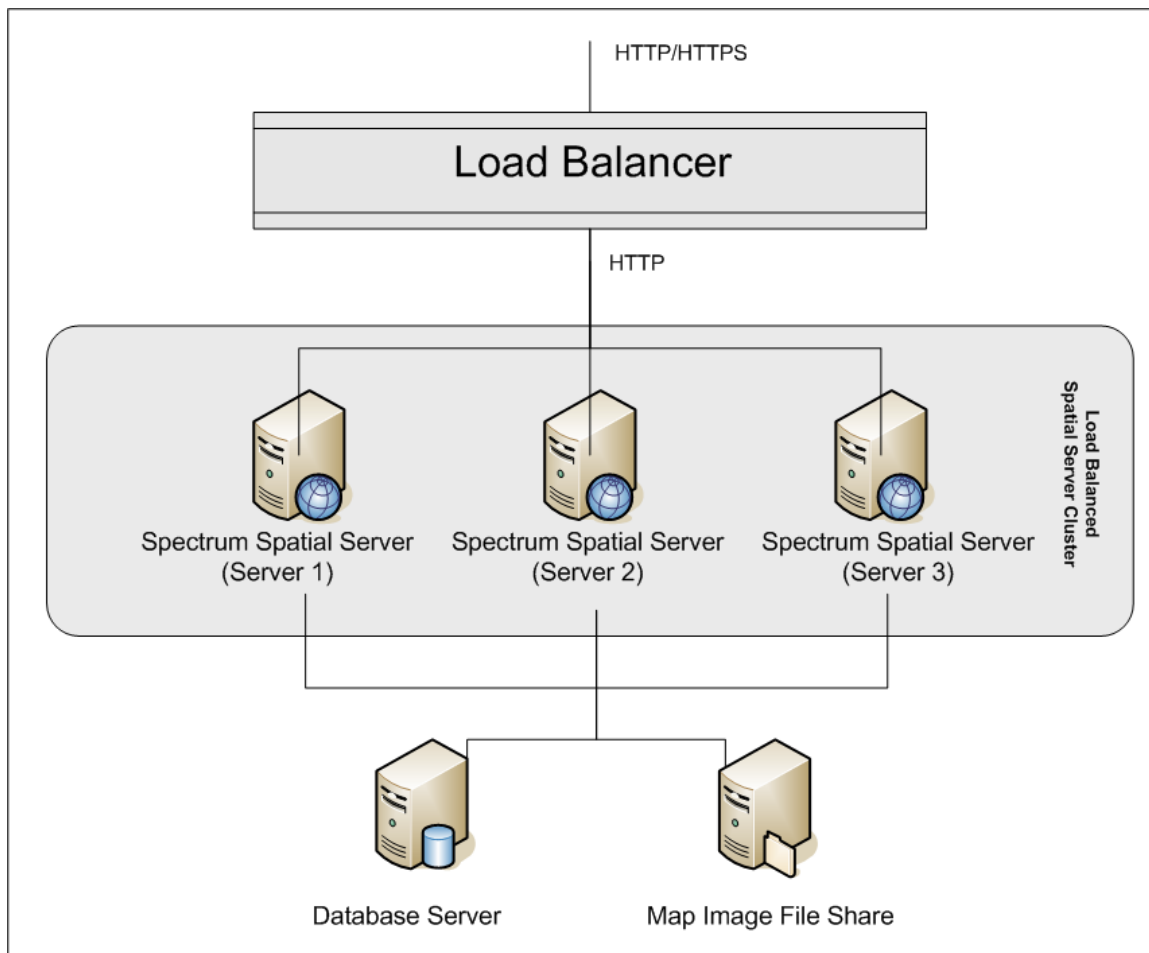 HTTP/HTTPS
Load Balancer
HTTP
Spectrum Spatial Server
(Server 1)
Spectrum Spatial Server
(Server 2)
Spectrum Spatial Server
(Server 3)
Load Balanced
Spatial Server Cluster
Database Server
Map Image File Share